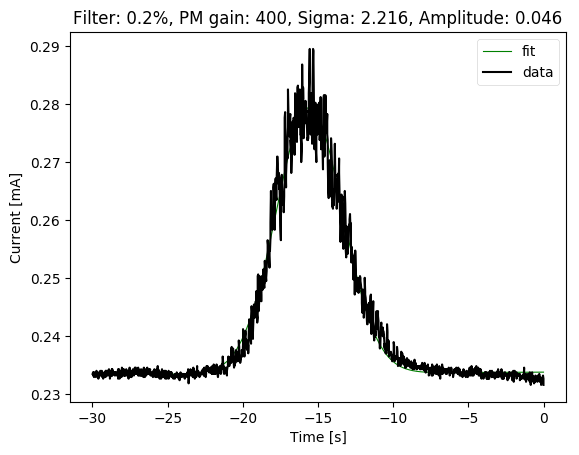 Filter: 0.2%, PM gain: 400, Sigma: 2.216, Amplitude: 0.046
fit
data
0.29
0.28
0.27
0.26
0.25
0.24
0.23
Current [mA]
−30
−25
−20
−15
−10
−5
0
Time [s]